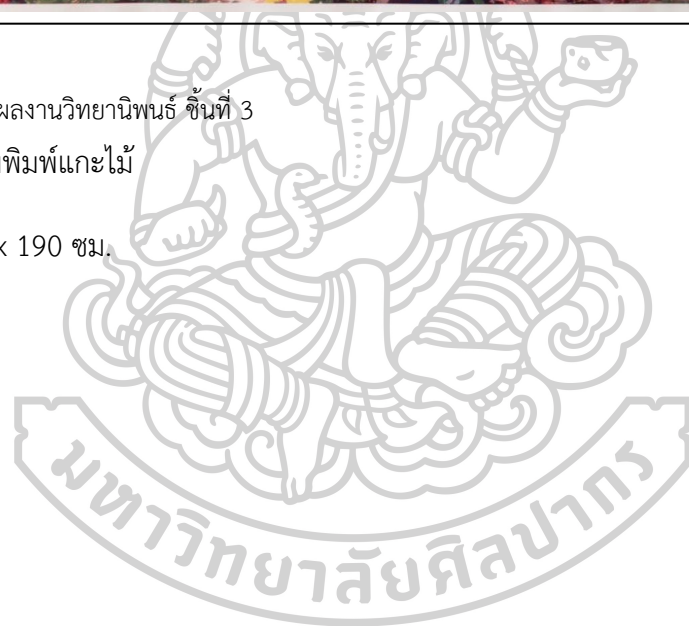 ผลงานวิทยานิพนธ์ ชิ้นที่ 3
พิมพ์แกะไม้
x 190 ซม.
มหาวิทยาลัยศิลปากร